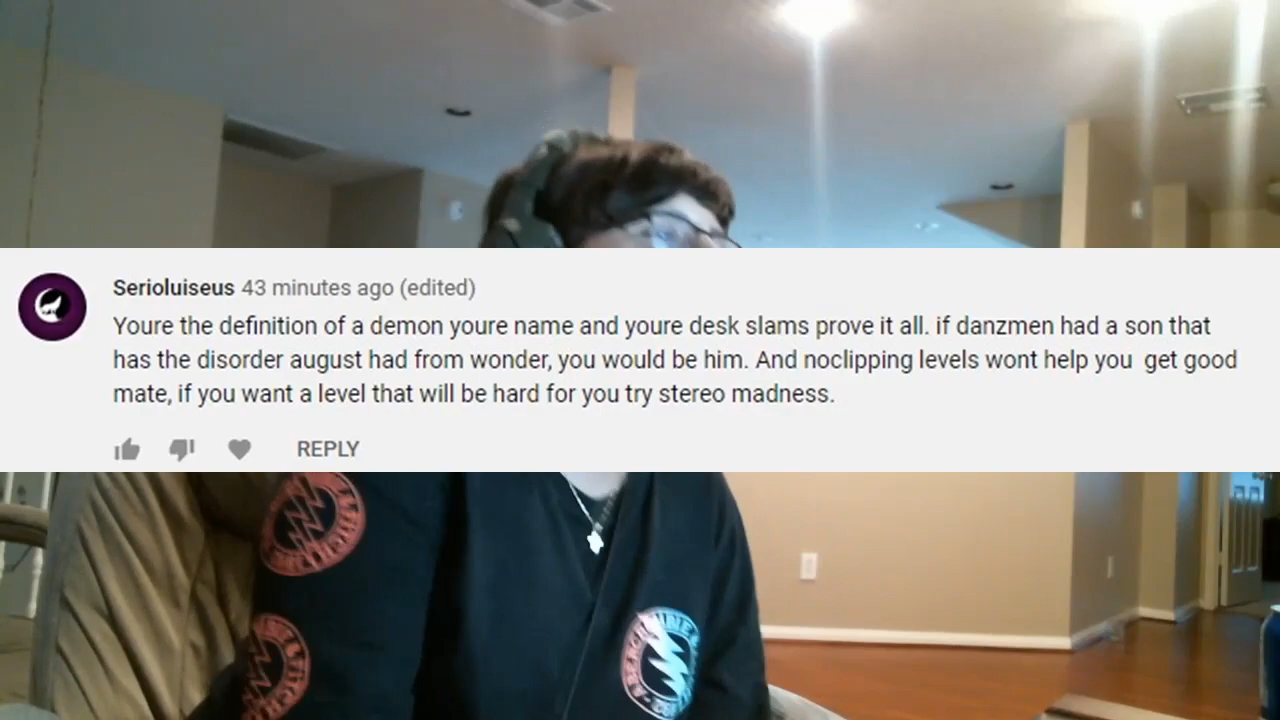 Serioluiseus 43 minutes ago (edited)
Youre the definition of a demon youre name and youre desk slams prove it all. if danzmen had a son that
has the disorder august had from wonder, you would be him. And noclipping levels wont help you  get good
mate, if you want a level that will be hard for you try stereo madness.
REPLY